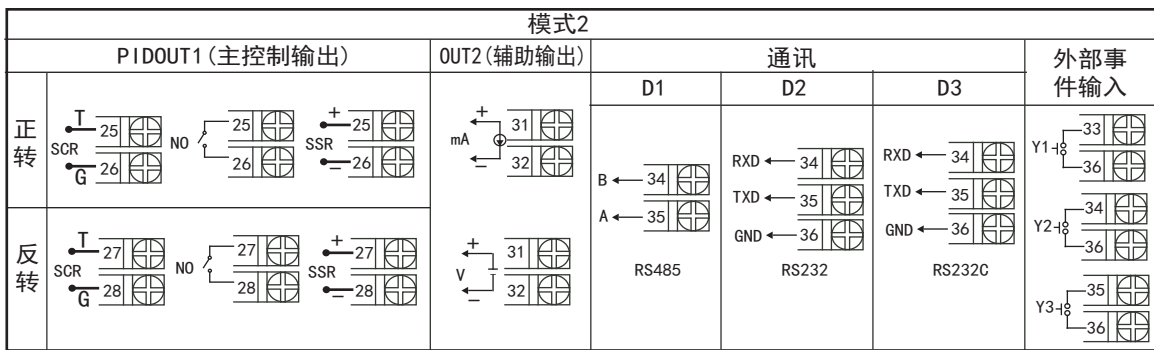 模式2
PIDOUT1(主控制输出)
OUT2(辅助输出)
通讯
外部事
件输入
D1
D2
D3
正转
T
SCR
G
25
26
NO
25
26
+
SSR
−
25
26
+
mA
−
31
32
B
34
A
35
RS485
RXD
34
TXD
35
GND
36
RS232
RXD
34
TXD
35
GND
36
RS232C
Y1
33
36
Y2
34
36
Y3
35
36
反转
T
SCR
G
27
28
NO
27
28
+
SSR
−
27
28
+
V
−
31
32